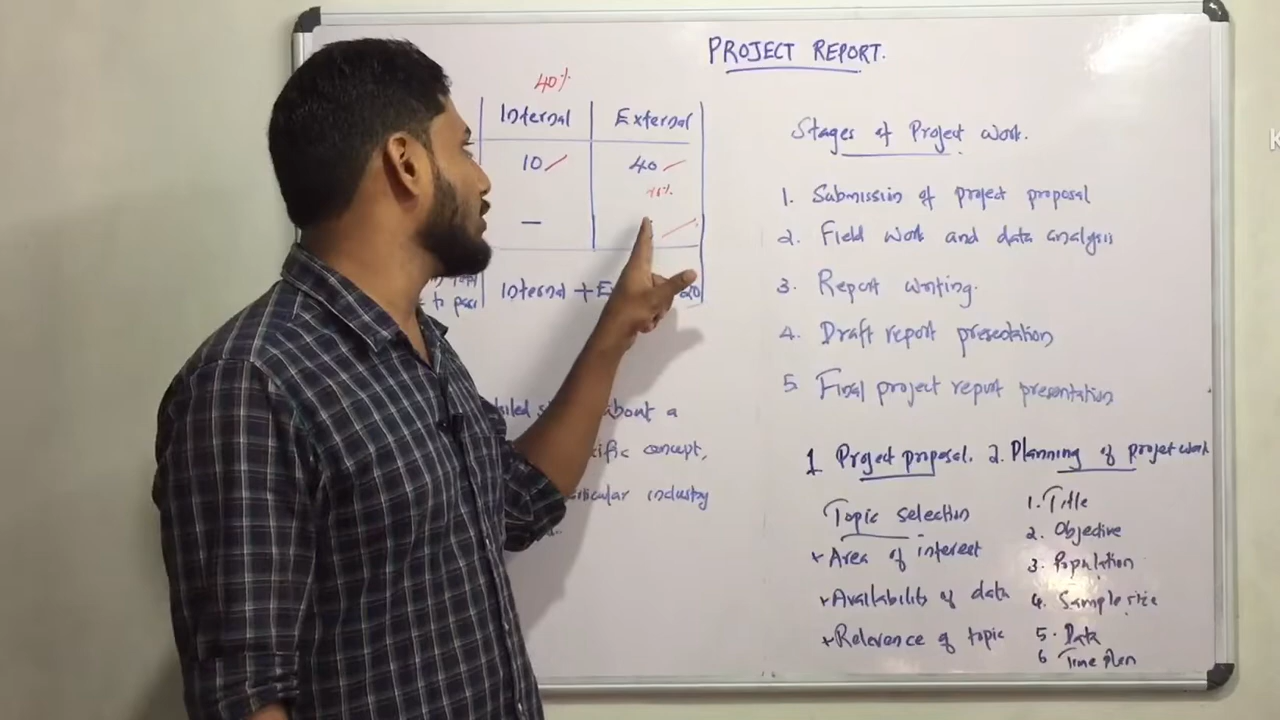 PROJECT REPORT.
40%
Internal External
10 40
—
to pass Internal + 20
about a
concept,
industry
Stages of Project work.
1. Submission of project proposal
2. Field work and data analysis
3. Report writing.
4. Draft report presentation
5 Final project report presentation
1 Project proposal.
Topic selection
+ Area of interest
+ Availability of data
+ Relevance of topic
2. Planning of project work
1. Title
2. Objective
3. Population
4. Sample size
5. Data
6 Time plan
K